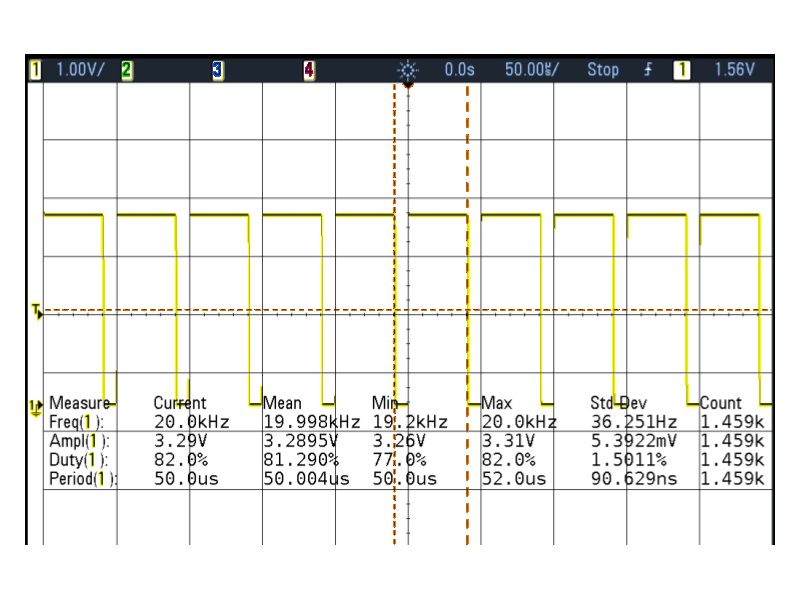 1 1.00V/ 2 3 4 0.0s 50.00us/ Stop 1 1.56V
T
1
Measure Current Mean Min Max Std Dev Count
Freq(1): 20.0kHz 19.998kHz 19.2kHz 20.0kHz 36.251Hz 1.459k
Ampl(1): 3.29V 3.2895V 3.26V 3.31V 5.3922mV 1.459k
Duty(1): 82.0% 81.290% 77.0% 82.0% 1.5011% 1.459k
Period(1): 50.0us 50.004us 50.0us 52.0us 90.629ns 1.459k